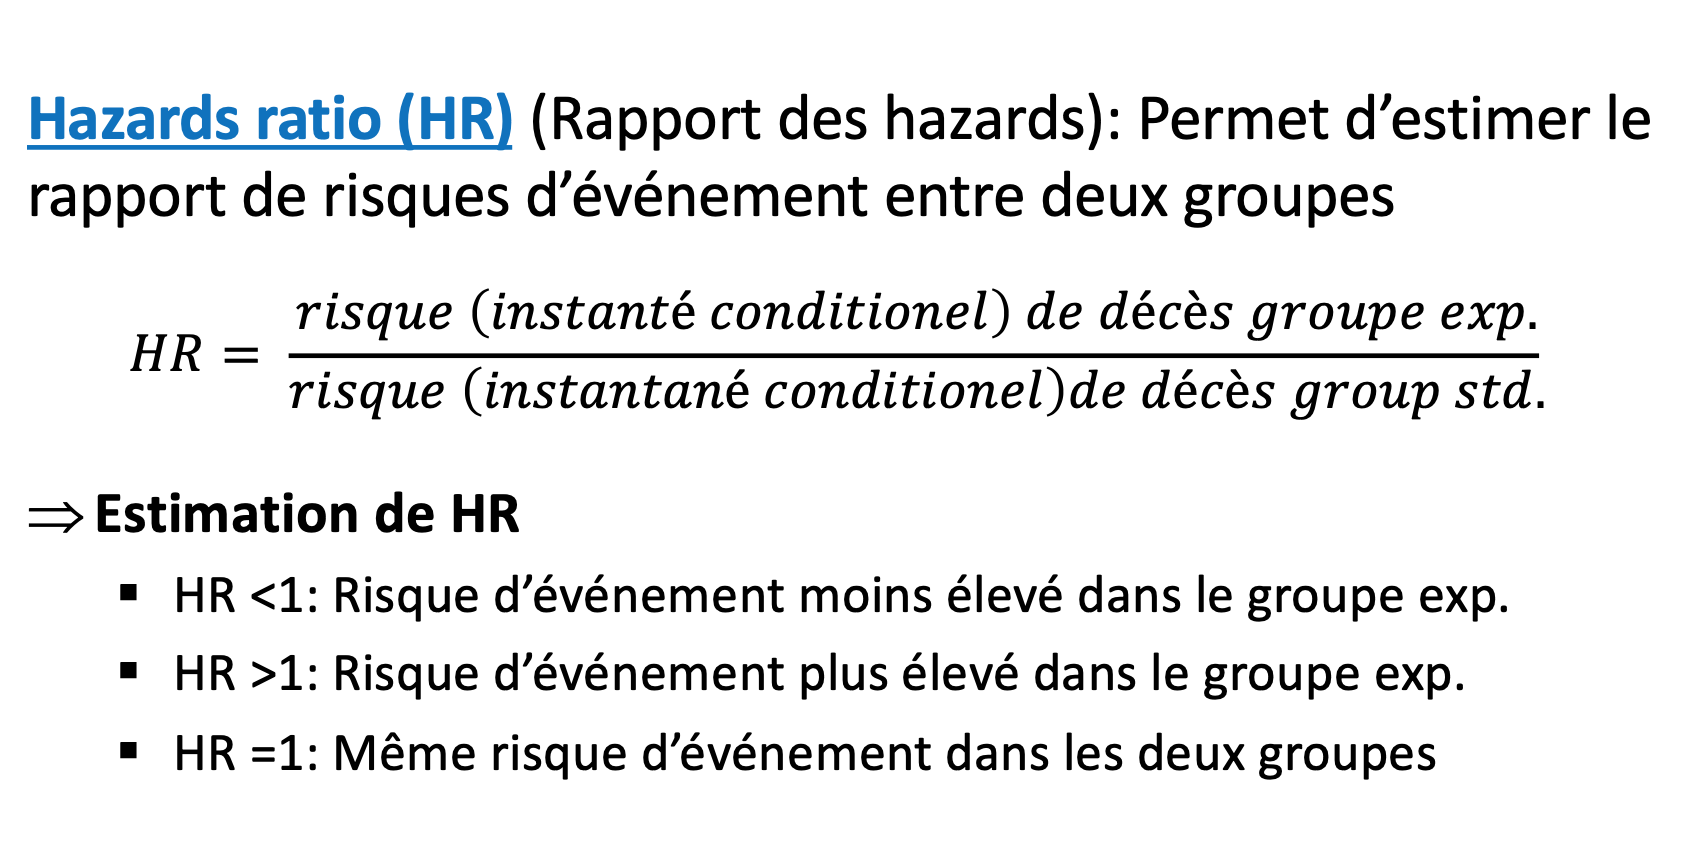 Hazards ratio (HR) (Rapport des hazards): Permet d’estimer le
rapport de risques d’événement entre deux groupes
HR = risque (instanté conditionel) de décès groupe exp.
risque (instantané conditionel)de décès group std.
⇒ Estimation de HR
▪ HR <1: Risque d’événement moins élevé dans le groupe exp.
▪ HR >1: Risque d’événement plus élevé dans le groupe exp.
▪ HR =1: Même risque d’événement dans les deux groupes